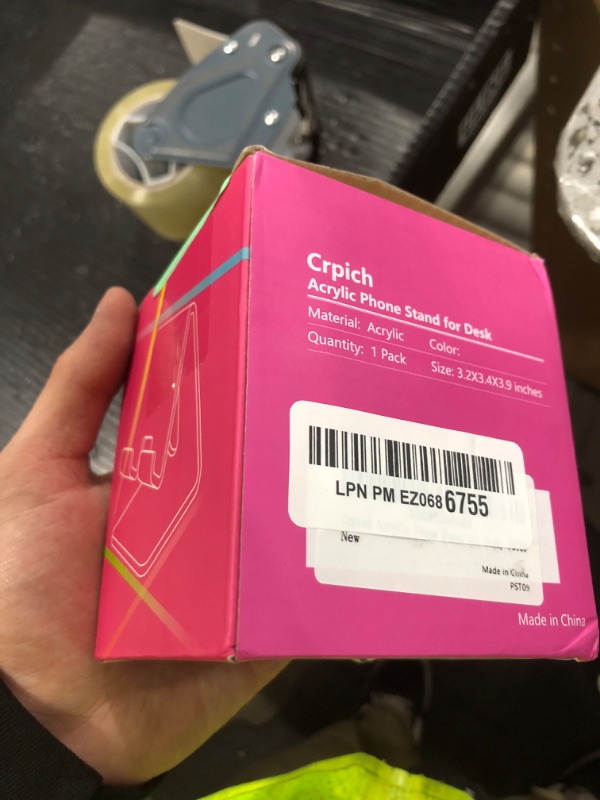 Crpich
Acrylic Phone Stand for Desk
Material: Acrylic Color:
Quantity: 1 Pack Size: 3.2X3.4X3.9 inches
LPN PM EZ068 6755
New
Made in China
PST09
Made in China